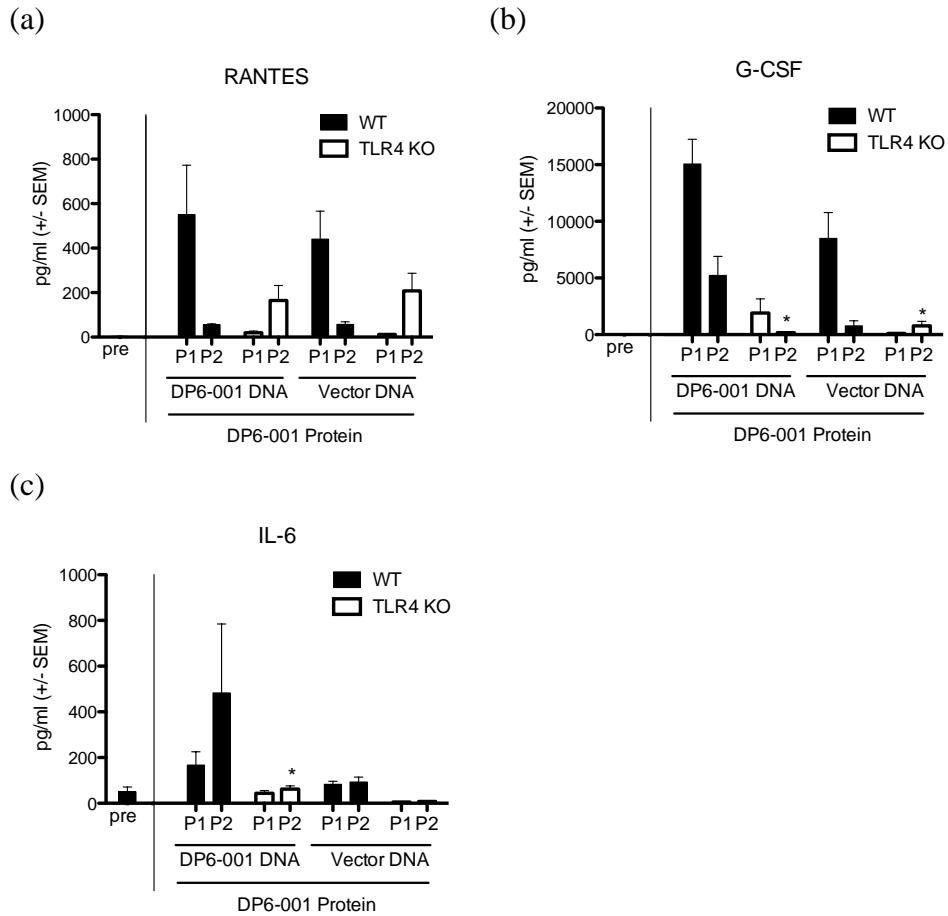 (a)
RANTES
1000
800
600
400
200
0
pg/ml (+/- SEM)
WT
TLR4 KO
pre
P1 P2 P1 P2 P1 P2 P1 P2
DP6-001 DNA Vector DNA
DP6-001 Protein
(b)
G-CSF
20000
15000
10000
5000
0
pg/ml (+/- SEM)
WT
TLR4 KO
* *
pre
P1 P2 P1 P2 P1 P2 P1 P2
DP6-001 DNA Vector DNA
DP6-001 Protein
(c)
IL-6
1000
800
600
400
200
0
pg/ml (+/- SEM)
WT
TLR4 KO
*
pre
P1 P2 P1 P2 P1 P2 P1 P2
DP6-001 DNA Vector DNA
DP6-001 Protein